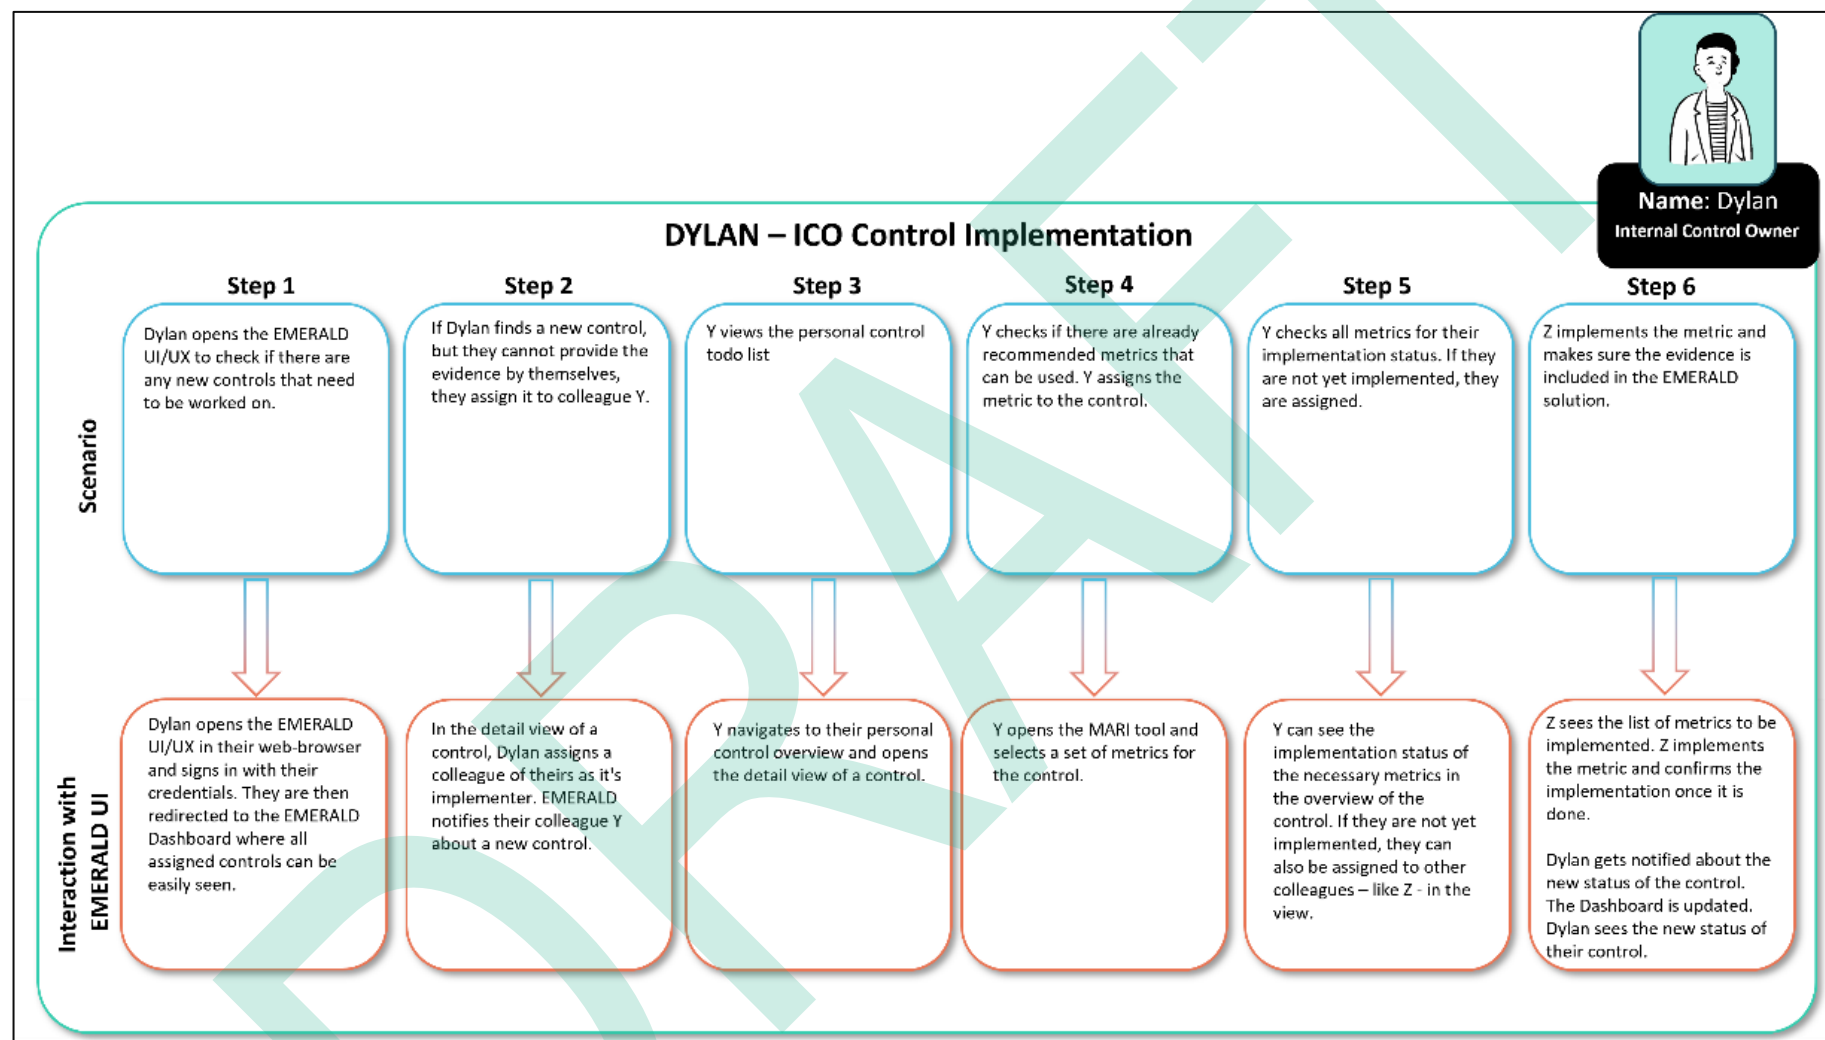 Name: Dylan
Internal Control Owner
DYLAN – ICO Control Implementation
Step 1
Step 2
Step 3
Step 4
Step 5
Step 6
Scenario
Dylan opens the EMERALD
UI/UX to check if there are
any new controls that need
to be worked on.
If Dylan finds a new control,
but they cannot provide the
evidence by themselves,
they assign it to colleague Y.
Y views the personal control
todo list
Y checks if there are already
recommended metrics that
can be used. Y assigns the
metric to the control.
Y checks all metrics for their
implementation status. If they
are not yet implemented, they
are assigned.
Z implements the metric and
makes sure the evidence is
included in the EMERALD
solution.
Interaction with
EMERALD UI
Dylan opens the EMERALD
UI/UX in their web-browser
and signs in with their
credentials. They are then
redirected to the EMERALD
Dashboard where all
assigned controls can be
easily seen.
In the detail view of a
control, Dylan assigns a
colleague of theirs as it's
implementer. EMERALD
notifies their colleague Y
about a new control.
Y navigates to their personal
control overview and opens
the detail view of a control.
Y opens the MARI tool and
selects a set of metrics for
the control.
Y can see the
implementation status of
the necessary metrics in
the overview of the
control. If they are not yet
implemented, they can
also be assigned to other
colleagues – like Z - in the
view.
Z sees the list of metrics to be
implemented. Z implements
the metric and confirms the
implementation once it is
done.
Dylan gets notified about the
new status of the control.
The Dashboard is updated.
Dylan sees the new status of
their control.
DRAFT